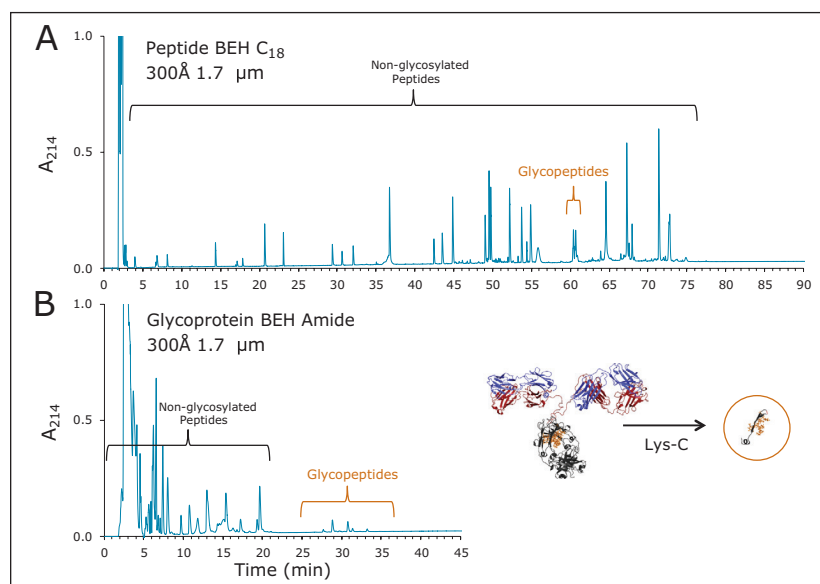 A
Peptide BEH C18
300Å 1.7 µm
Non-glycosylated
Peptides
Glycopeptides
A214
1.0
0.5
0.0
0 5 10 15 20 25 30 35 40 45 50 55 60 65 70 75 80 85 90
B
Glycoprotein BEH Amide
300Å 1.7 µm
Non-glycosylated
Peptides
Glycopeptides
A214
1.0
0.5
0.0
0 5 10 15 20 25 30 35 40 45
Time (min)
Lys-C